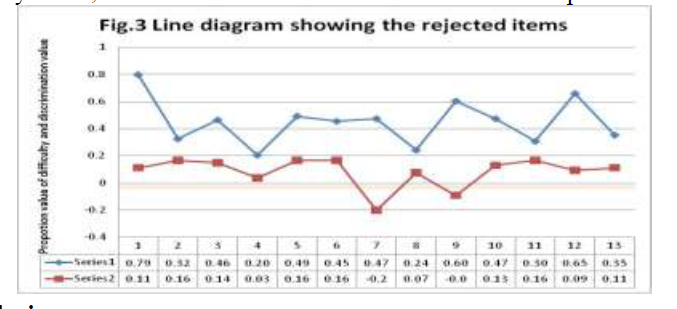 Fig.3 Line diagram showing the rejected items
Propotion value of difficulty and discrimination value
1
0.8
0.6
0.4
0.2
0
-0.2
-0.4
1 2 3 4 5 6 7 8 9 10 11 12 13
Series1 0.79 0.32 0.46 0.20 0.49 0.45 0.47 0.24 0.60 0.47 0.30 0.65 0.35
Series2 0.11 0.16 0.14 0.03 0.16 0.16 -0.2 0.07 -0.0 0.13 0.16 0.09 0.11